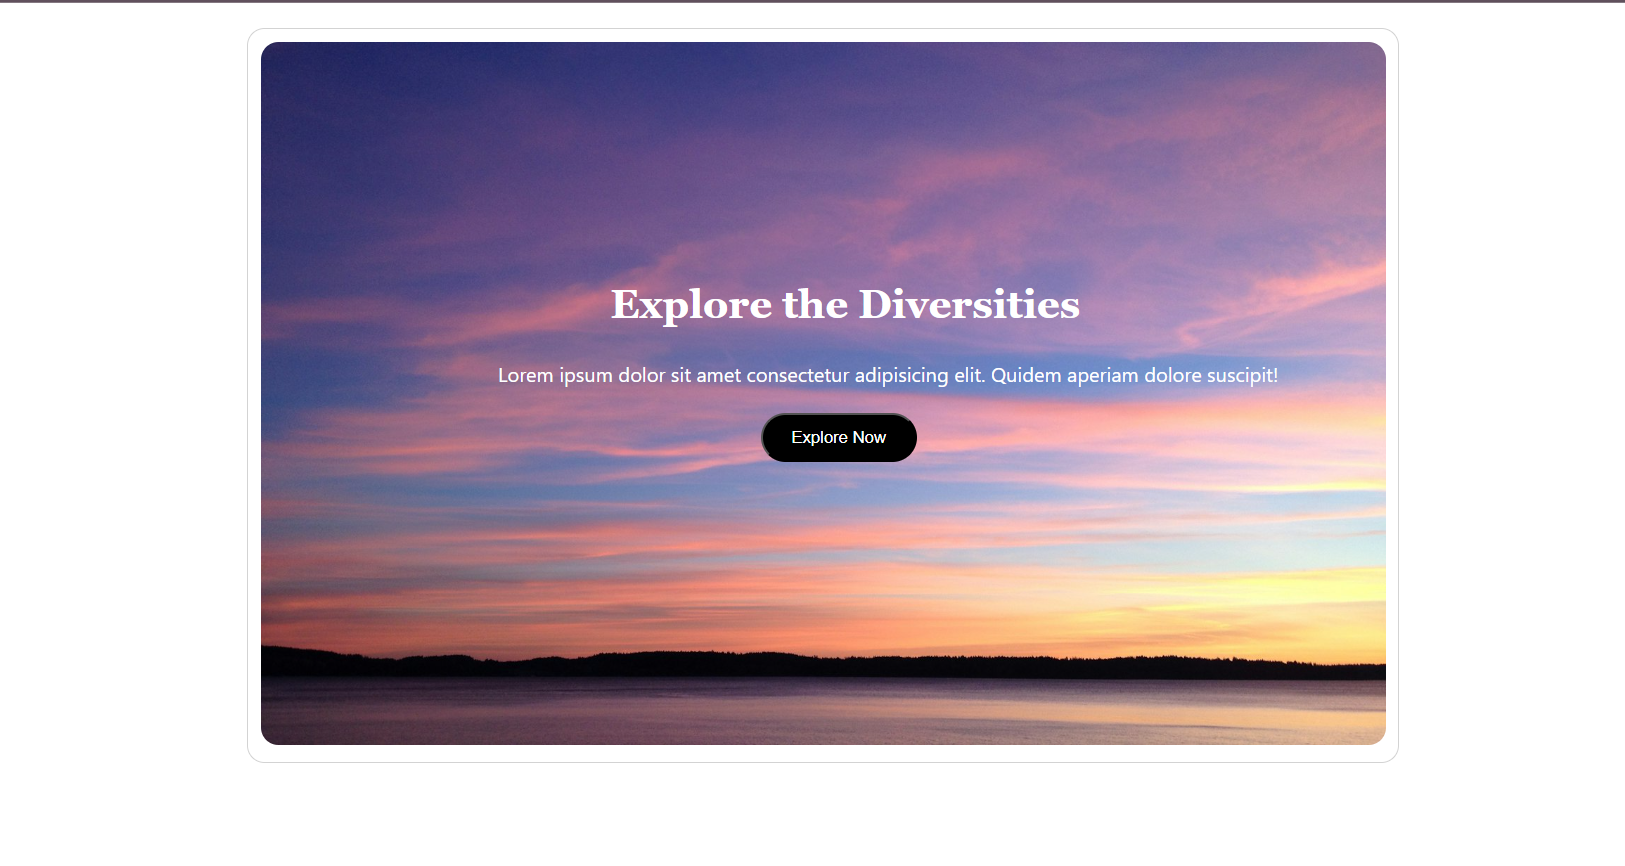 Explore the Diversities
Lorem ipsum dolor sit amet consectetur adipisicing elit. Quidem aperiam dolore suscipit!
Explore Now